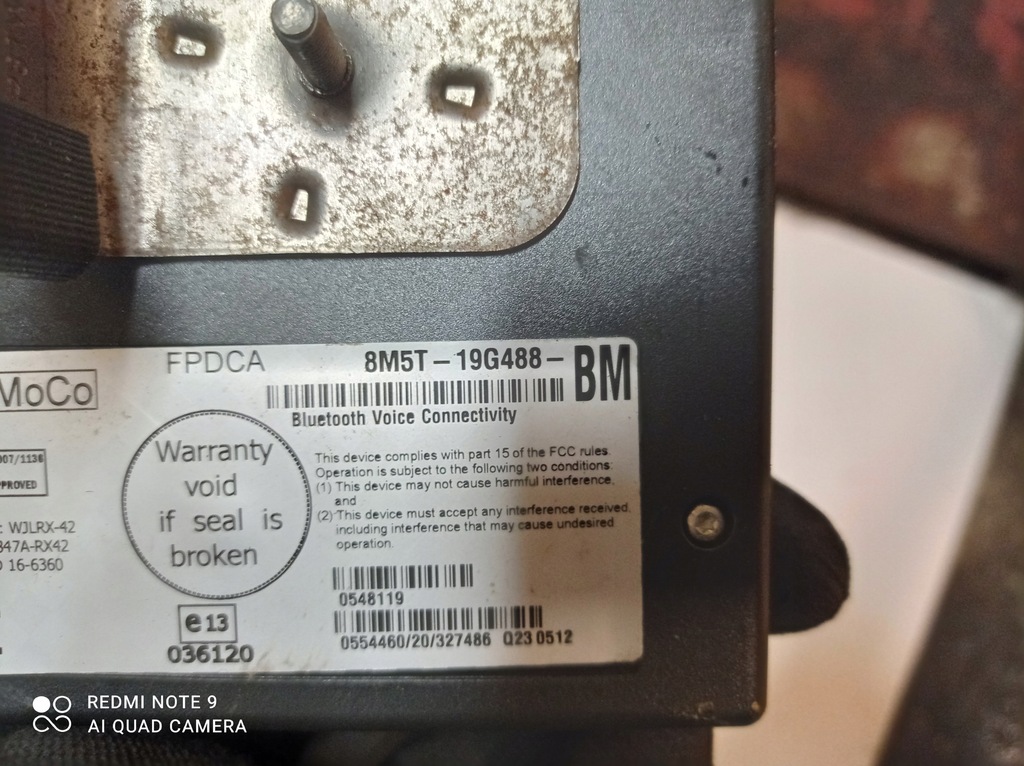 FPDCA
8M5T-19G488-BM
MoCo
Bluetooth Voice Connectivity
Warranty
void
if seal is
broken
This device complies with part 15 of the FCC rules.
Operation is subject to the following two conditions:
(1) This device may not cause harmful interference,
and
(2) This device must accept any interference received,
including interference that may cause undesired
operation.
007/1136
PPROVED
: WJLRX-42
847A-RX42
16-6360
0548119
e13
036120
0554460/20/327486 Q23 0512
REDMI NOTE 9
AI QUAD CAMERA